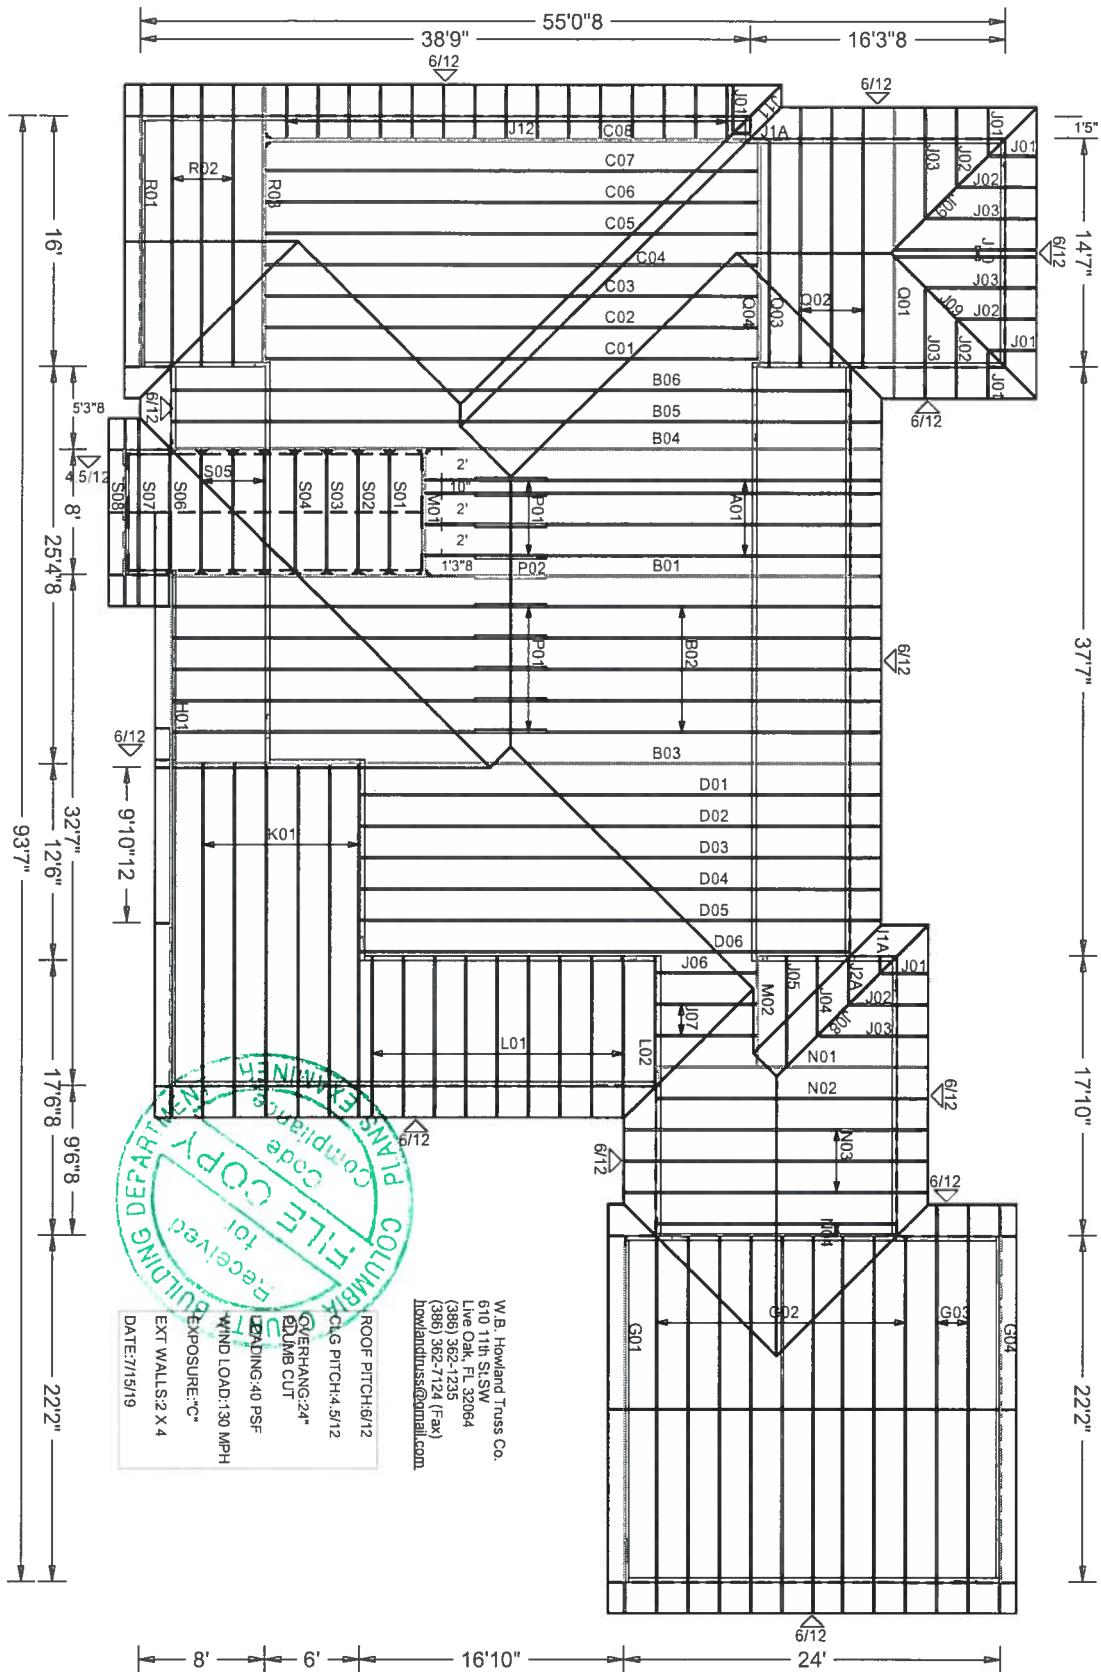 55'0"8
38'9"
16'3"8
6/12
6/12
J01
J11
J1A
J12
C08
C07
C06
C05
C04
C03
C02
C01
R01
R02
R03
Q04
Q03
Q02
Q01
J01
J01
J02
J02
J03
J03
J09
J10
6/12
J03
J02
J01
J09
J03
J02
J01
6/12
1'5"
14'7"
37'7"
17'10"
22'2"
16'
5'3"8
8'
25'4"8
32'7"
12'6"
9'10"12
17'6"8
9'6"8
22'2"
93'7"
B06
B05
B04
6/12
4.5/12
S08
S07
S06
S05
S04
S03
S02
S01
M01
2'
10"
2'
2'
1'3"8
P01
P02
A01
B01
P01
B02
6/12
H01
6/12
B03
D01
D02
D03
D04
D05
D06
K01
J1A
J01
J2A
J02
J03
J04
J05
J06
J07
J08
M02
L01
L02
N01
N02
N03
N04
6/12
6/12
6/12
6/12
G01
G02
G03
G04
6/12
8'
6'
16'10"
24'
W.B. Howland Truss Co.
610 11th St.SW
Live Oak, FL 32064
(386) 362-1235
(386) 362-7124 (Fax)
howlandtruss@gmail.com
ROOF PITCH:6/12
CLG PITCH:4.5/12
OVERHANG:24"
PLUMB CUT
LOADING:40 PSF
WIND LOAD:130 MPH
EXPOSURE:"C"
EXT WALLS:2 X 4
DATE:7/15/19
COLUMBIA BUILDING DEPARTMENT
Received
for
FILE COPY
Code
Compliance
PLANS EXAMINER